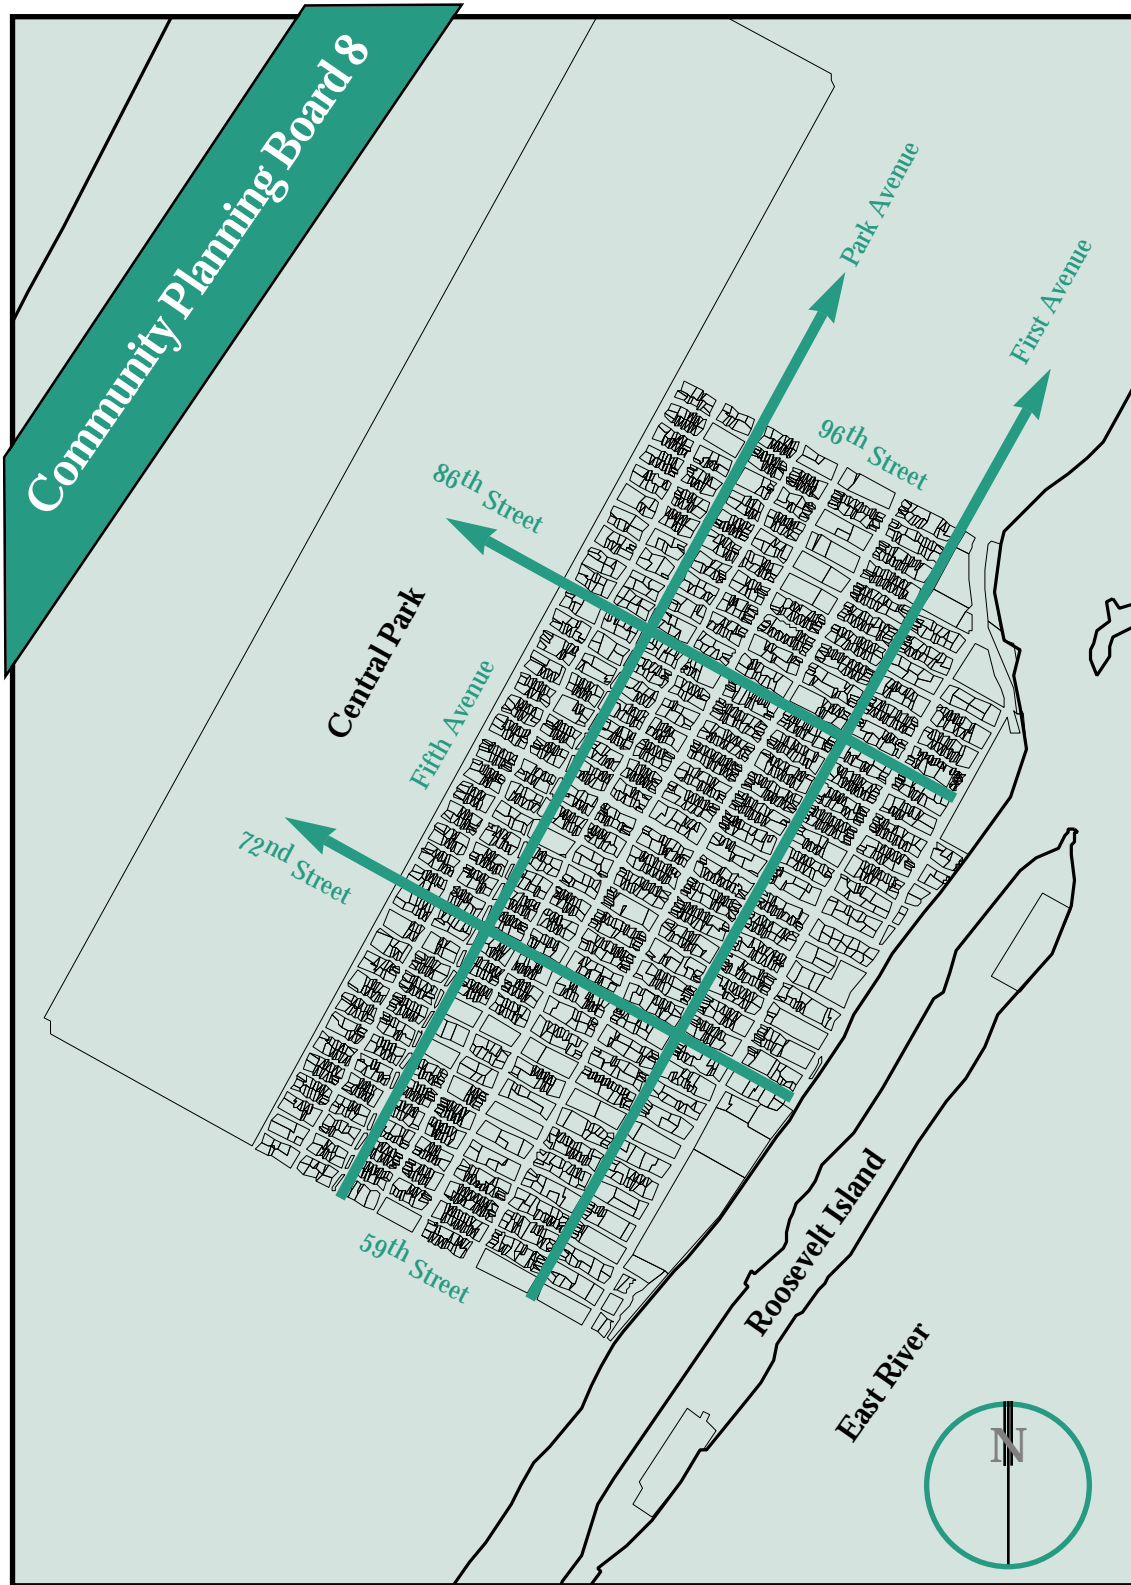 Community Planning Board 8
Park Avenue
First Avenue
96th Street
86th Street
Central Park
Fifth Avenue
72nd Street
59th Street
Roosevelt Island
East River
N